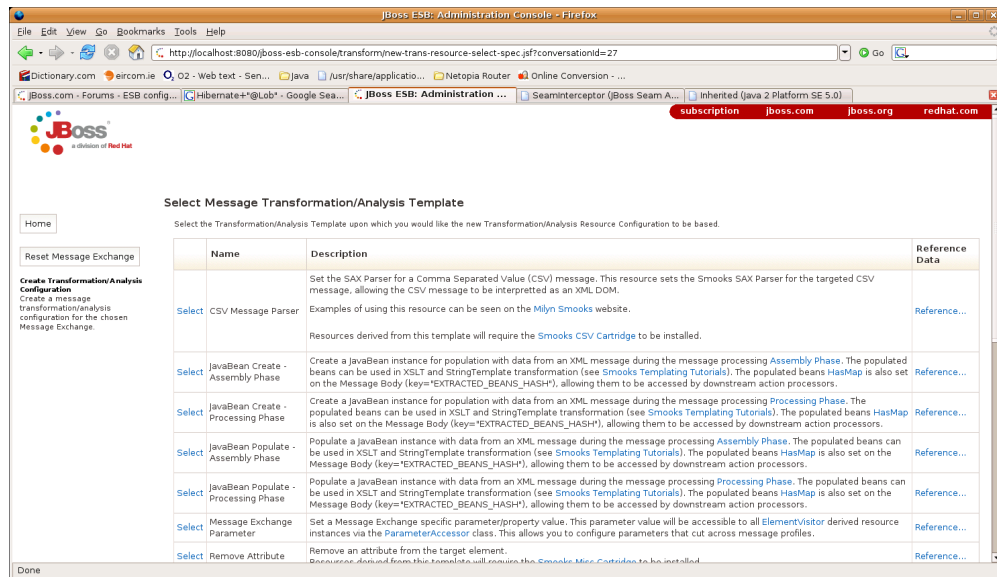 JBoss ESB: Administration Console - Firefox
File Edit View Go Bookmarks Tools Help
http://localhost:8080/jboss-esb-console/transform/new-trans-resource-select-spec.jsf?conversationId=27
Go
Dictionary.com eircom.ie O2 - Web text - Sen... Java /usr/share/applicatio... Netopia Router Online Conversion - ...
JBoss.com - Forums - ESB config... Hibernate+"@Lob" - Google Sea... JBoss ESB: Administration ... SeamInterceptor (JBoss Seam A... Inherited (Java 2 Platform SE 5.0)
subscription jboss.com jboss.org redhat.com
JBoss
a division of Red Hat
Select Message Transformation/Analysis Template
Home
Select the Transformation/Analysis Template upon which you would like the new Transformation/Analysis Resource Configuration to be based.
Reset Message Exchange
Create Transformation/Analysis
Configuration
Create a message
transformation/analysis
configuration for the chosen
Message Exchange.
Name Description Reference
Data
Set the SAX Parser for a Comma Separated Value (CSV) message. This resource sets the Smooks SAX Parser for the targeted CSV
message, allowing the CSV message to be interpretted as an XML DOM.
Select CSV Message Parser Examples of using this resource can be seen on the Milyn Smooks website. Reference...
Resources derived from this template will require the Smooks CSV Cartridge to be installed.
Select JavaBean Create -
Assembly Phase
Create a JavaBean instance for population with data from an XML message during the message processing Assembly Phase. The populated
beans can be used in XSLT and StringTemplate transformation (see Smooks Templating Tutorials). The populated beans HasMap is also set
on the Message Body (key="EXTRACTED_BEANS_HASH"), allowing them to be accessed by downstream action processors.
Reference...
Select JavaBean Create -
Processing Phase
Create a JavaBean instance for population with data from an XML message during the message processing Processing Phase. The
populated beans can be used in XSLT and StringTemplate transformation (see Smooks Templating Tutorials). The populated beans HasMap
is also set on the Message Body (key="EXTRACTED_BEANS_HASH"), allowing them to be accessed by downstream action processors.
Reference...
Select JavaBean Populate -
Assembly Phase
Populate a JavaBean instance with data from an XML message during the message processing Assembly Phase. The populated beans can
be used in XSLT and StringTemplate transformation (see Smooks Templating Tutorials). The populated beans HasMap is also set on the
Message Body (key="EXTRACTED_BEANS_HASH"), allowing them to be accessed by downstream action processors.
Reference...
Select JavaBean Populate -
Processing Phase
Populate a JavaBean instance with data from an XML message during the message processing Processing Phase. The populated beans can
be used in XSLT and StringTemplate transformation (see Smooks Templating Tutorials). The populated beans HasMap is also set on the
Message Body (key="EXTRACTED_BEANS_HASH"), allowing them to be accessed by downstream action processors.
Reference...
Select Message Exchange
Parameter
Set a Message Exchange specific parameter/property value. This parameter value will be accessible to all ElementVisitor derived resource
instances via the ParameterAccessor class. This allows you to configure parameters that cut across message profiles.
Reference...
Select Remove Attribute
Remove an attribute from the target element.
Resources derived from this template will require the Smooks Misc Cartridge to be installed
Reference...
Done